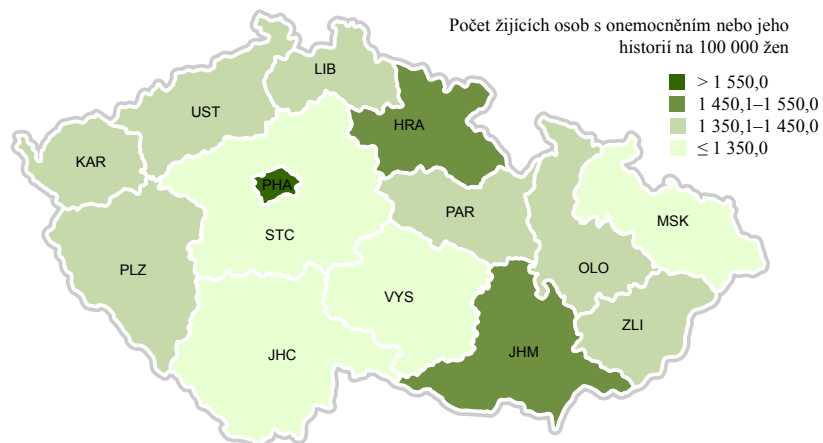 Počet žijících osob s onemocněním nebo jeho
historií na 100 000 žen
> 1 550,0
1 450,1–1 550,0
1 350,1–1 450,0
≤ 1 350,0
LIB
UST
HRA
KAR
PHA
PAR
MSK
STC
PLZ
OLO
VYS
ZLI
JHC
JHM